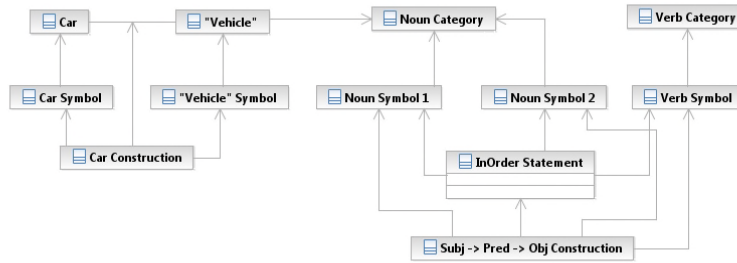 Car
"Vehicle"
Noun Category
Verb Category
Car Symbol
"Vehicle" Symbol
Noun Symbol 1
Noun Symbol 2
Verb Symbol
Car Construction
InOrder Statement
Subj -> Pred -> Obj Construction